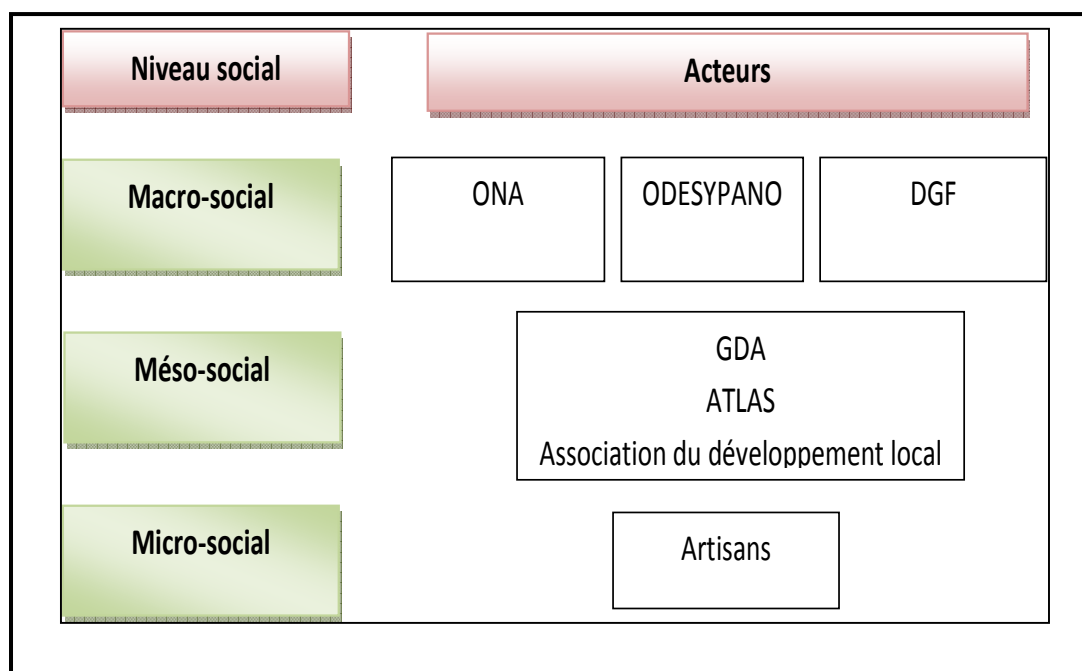 Niveau social
Acteurs
Macro-social
ONA
ODESYPANO
DGF
Méso-social
GDA
ATLAS
Association du développement local
Micro-social
Artisans